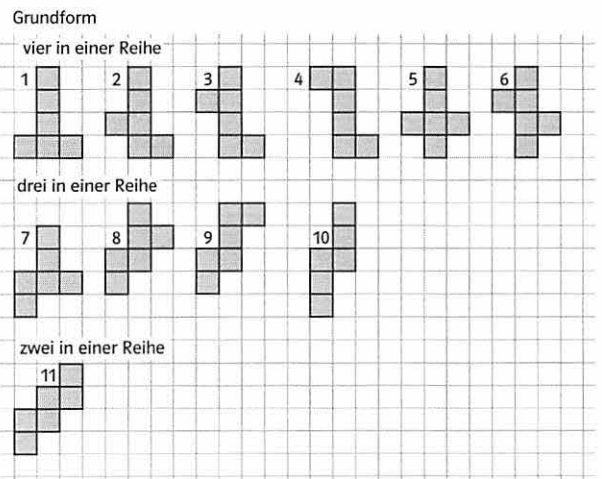 Grundform
vier in einer Reihe
1 2 3 4 5 6
drei in einer Reihe
7 8 9 10
zwei in einer Reihe
11